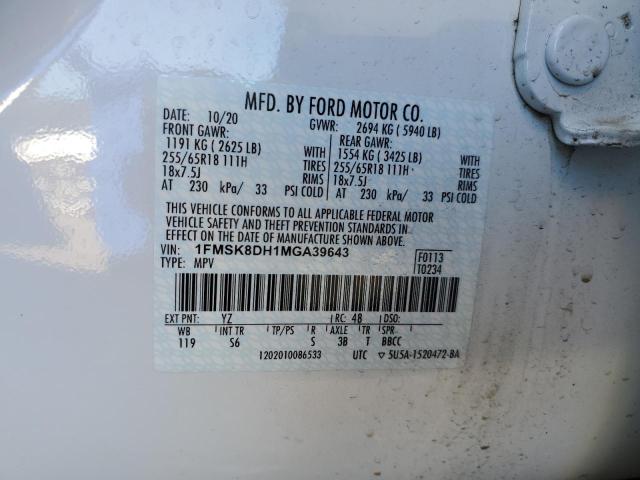 MFD. BY FORD MOTOR CO.
DATE: 10/20 GVWR: 2694 KG ( 5940 LB)
FRONT GAWR: REAR GAWR:
1191 KG ( 2625 LB) 1554 KG ( 3425 LB)
255/65R18 111H TIRES 255/65R18 111H TIRES
18x7.5J RIMS 18x7.5J RIMS
AT 230 kPa/ 33 PSI COLD AT 230 kPa/ 33 PSI COLD
THIS VEHICLE CONFORMS TO ALL APPLICABLE FEDERAL MOTOR
VEHICLE SAFETY AND THEFT PREVENTION STANDARDS IN
EFFECT ON THE DATE OF MANUFACTURE SHOWN ABOVE.
VIN: 1FMSK8DH1MGA39643 F0113
TYPE: MPV T0234
EXT PNT: YZ RC: 48
WB INT TR TP/PS R AXLE TR SPR
119 S6 S 3B T BBCC
1202010086533 UTC 5U5A-1520472-BA